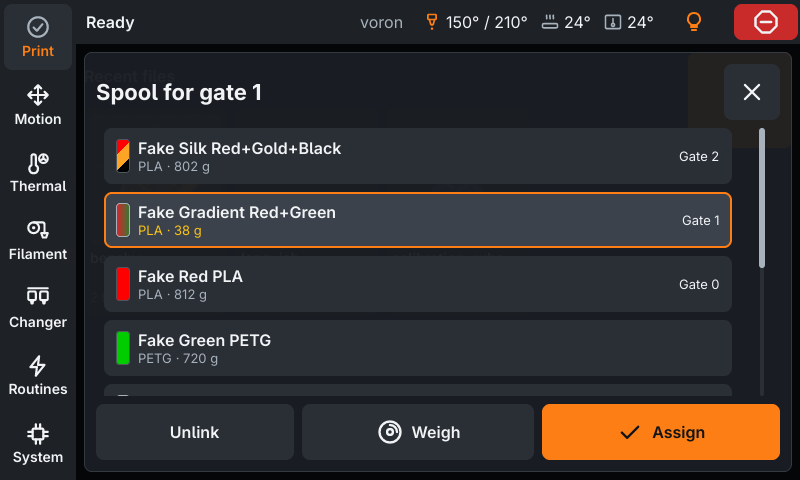 Print
Motion
Thermal
Filament
Changer
Routines
System
Ready
voron
150° / 210°
24°
24°
Recent files
Spool for gate 1
Fake Silk Red+Gold+Black
PLA · 802 g
Gate 2
Fake Gradient Red+Green
PLA · 38 g
Gate 1
Fake Red PLA
PLA · 812 g
Gate 0
Fake Green PETG
PETG · 720 g
Unlink
Weigh
Assign